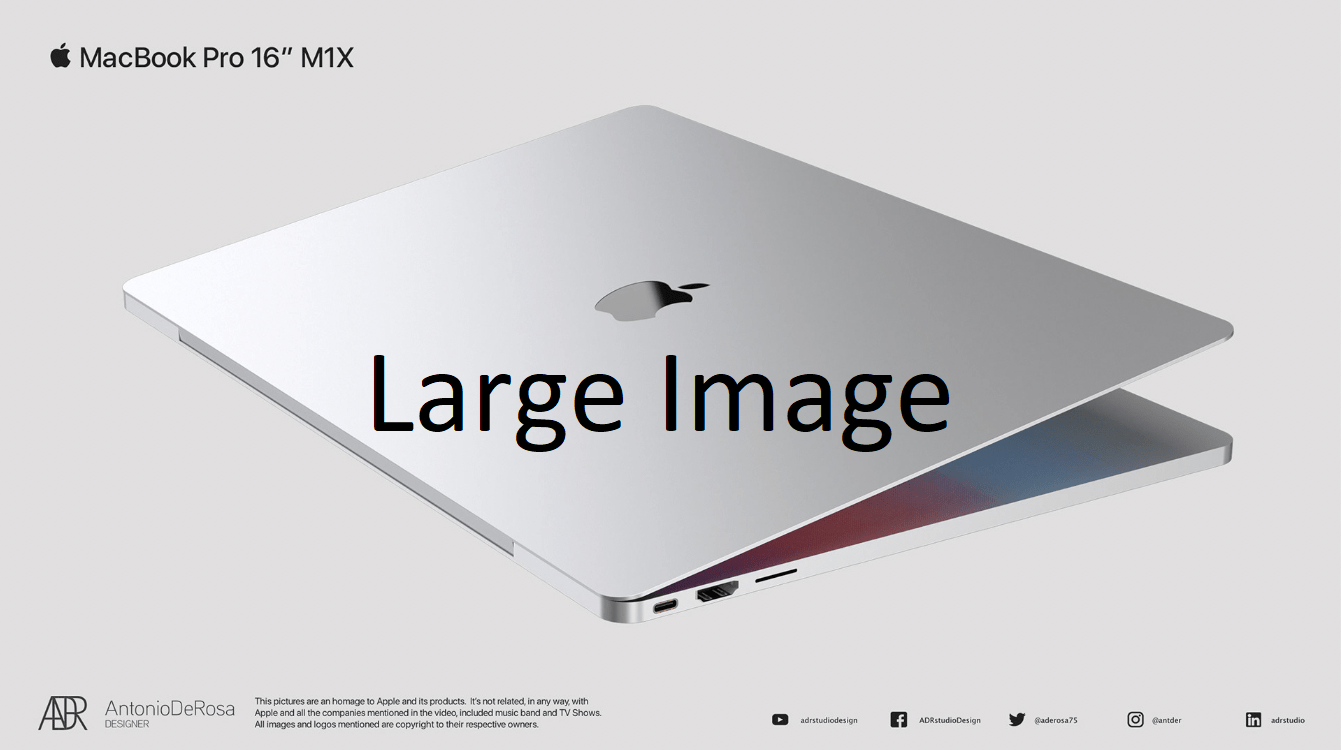 MacBook Pro 16” M1X
Large Image
ADR
AntonioDeRosa
DESIGNER
This pictures are an homage to Apple and its products. It's not related, in any way, with
Apple and all the companies mentioned in the video, included music band and TV Shows.
All images and logos mentioned are copyright to their respective owners.
adrstudiodesign
ADRstudioDesign
@aderosa75
@antder
adrstudio